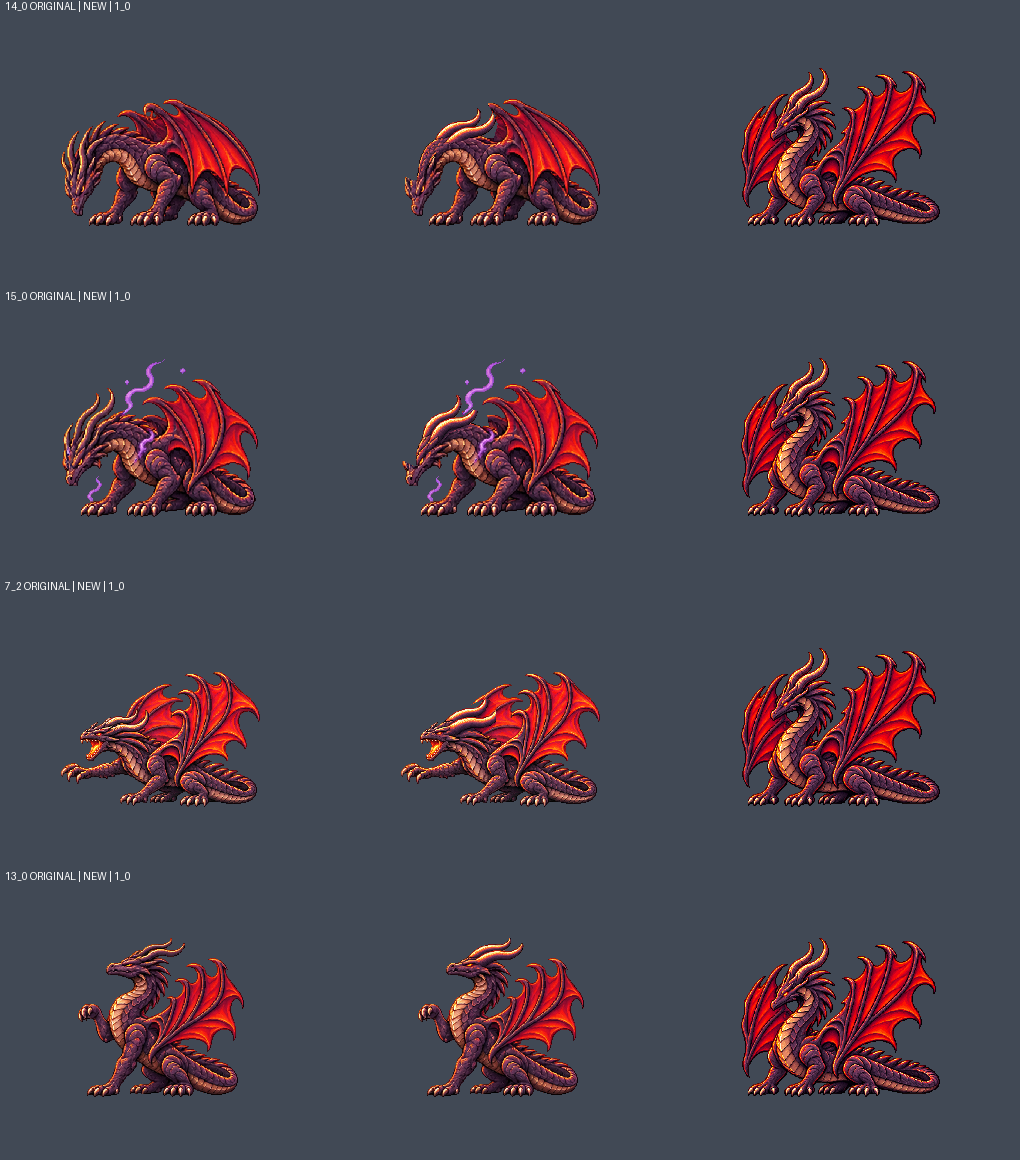 14_0 ORIGINAL | NEW | 1_0
15_0 ORIGINAL | NEW | 1_0
7_2 ORIGINAL | NEW | 1_0
13_0 ORIGINAL | NEW | 1_0